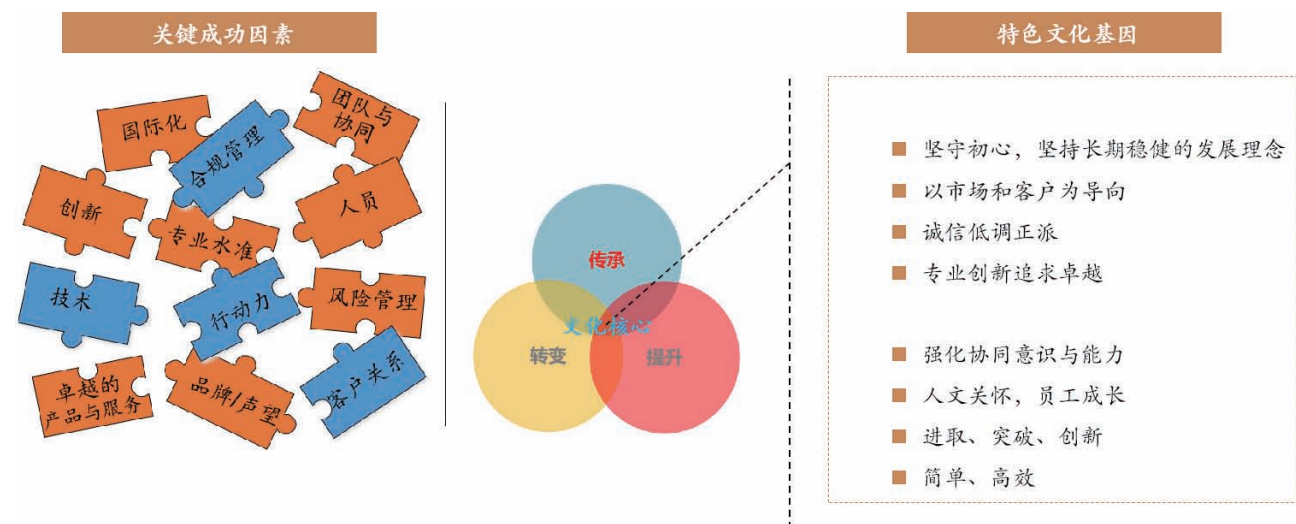 关键成功因素
国际化
合规管理
团队与
协同
创新
专业水准
人员
技术
行动力
风险管理
卓越的
产品与服务
品牌/声望
客户关系
传承
文化核心
转变
提升
特色文化基因
坚守初心，坚持长期稳健的发展理念
以市场和客户为导向
诚信低调正派
专业创新追求卓越
强化协同意识与能力
人文关怀，员工成长
进取、突破、创新
简单、高效